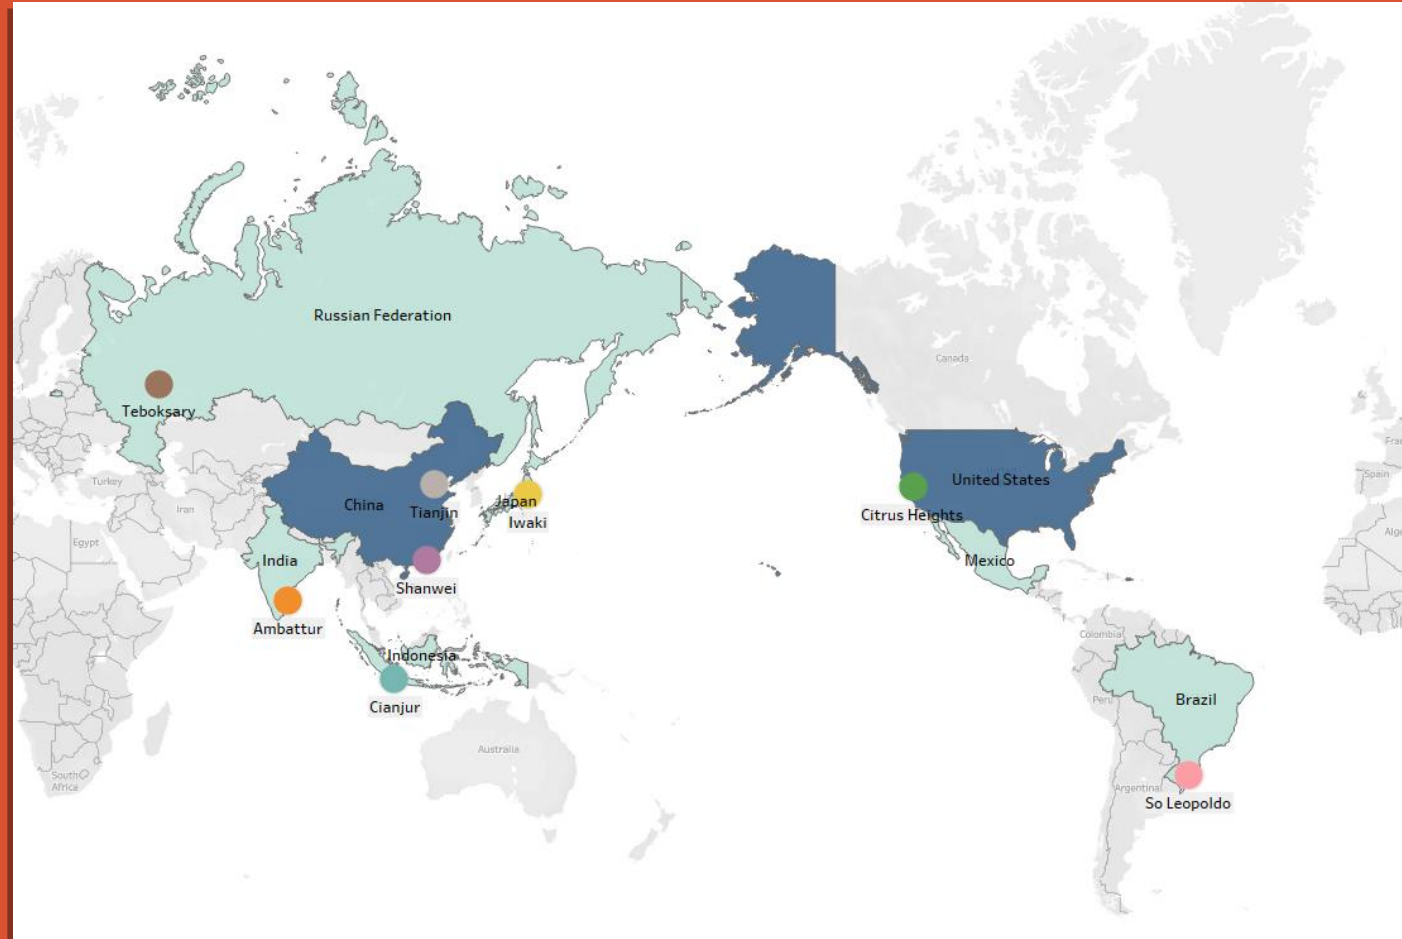 Russian Federation
Canada
Teboksary
Turkey
Iran
Egypt
China
Tianjin
Japan
Iwaki
India
Shanwei
Ambattur
Indonesia
Cianjur
Australia
South
Africa
United States
Citrus Heights
Mexico
Colombia
Peru
Brazil
Argentina
So Leopoldo
Spain